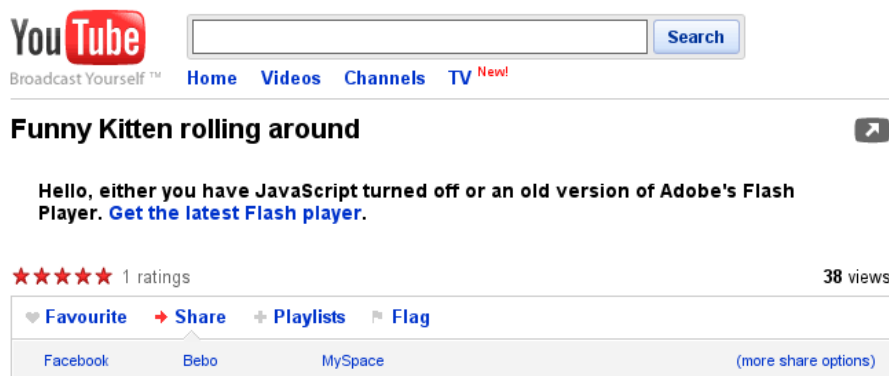 YouTube
Search
Broadcast Yourself ™
Home Videos Channels TV New!
Funny Kitten rolling around
Hello, either you have JavaScript turned off or an old version of Adobe's Flash
Player. Get the latest Flash player.
1 ratings
38 views
Favourite Share Playlists Flag
Facebook Bebo MySpace (more share options)